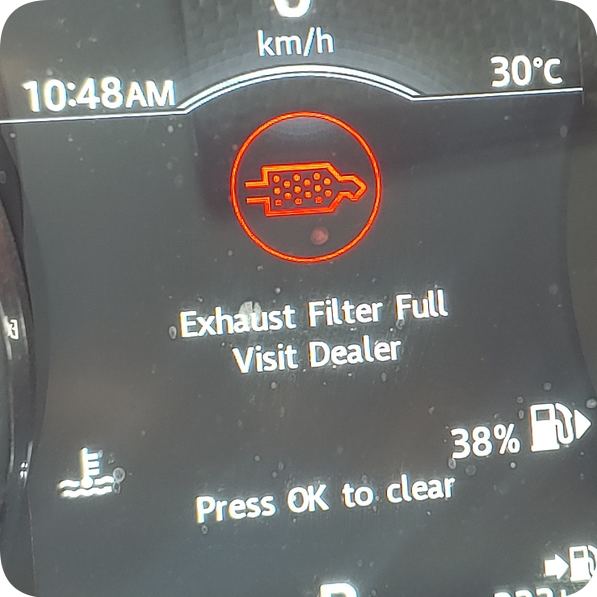 km/h
10:48AM
30°C
Exhaust Filter Full
Visit Dealer
38%
Press OK to clear